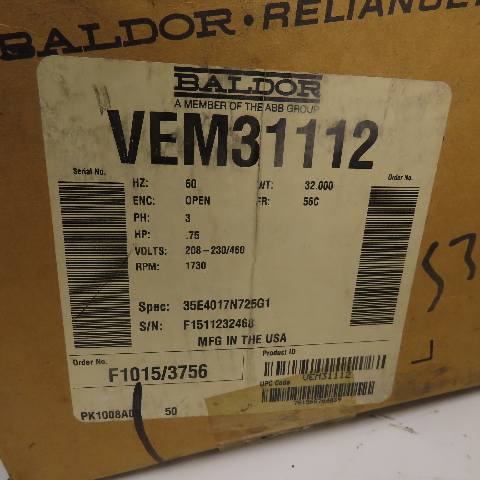 BALDOR · RELIANCE
BALDOR
A MEMBER OF THE ABB GROUP
VEM31112
Serial No.
Order No.
HZ: 60 WT: 32.000
ENC: OPEN FR: 56C
PH: 3
HP: .75
VOLTS: 208-230/460
RPM: 1730
Spec: 35E4017N725G1
S/N: F1511232468
MFG IN THE USA
Order No.
F1015/3756
Product ID
VEM31112
UPC Code
PK1008A
50
53